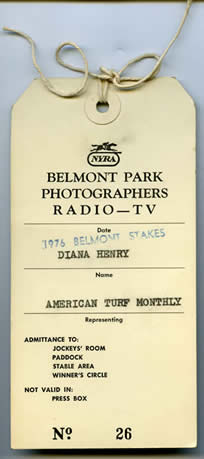 NYRA
BELMONT PARK
PHOTOGRAPHERS
RADIO—TV
Date
1976 BELMONT STAKES
DIANA HENRY
Name
AMERICAN TURF MONTHLY
Representing
ADMITTANCE TO:
JOCKEYS' ROOM
PADDOCK
STABLE AREA
WINNER'S CIRCLE
NOT VALID IN:
PRESS BOX
No 26